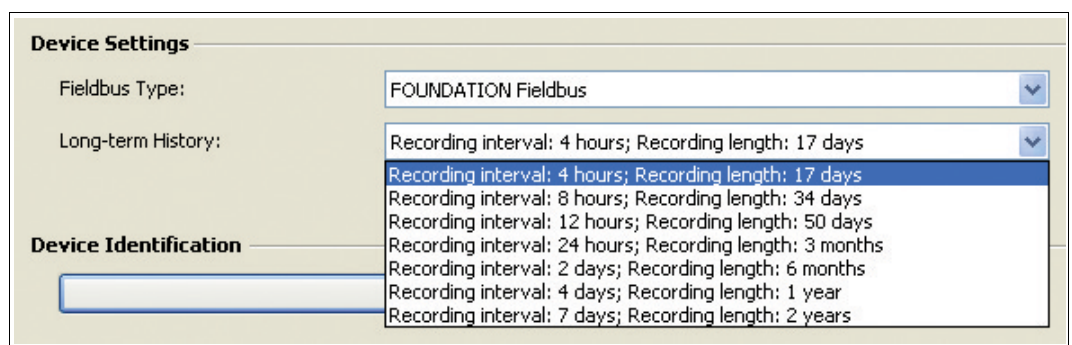 Device Settings
Fieldbus Type: FOUNDATION Fieldbus
Long-term History: Recording interval: 4 hours; Recording length: 17 days
Recording interval: 4 hours; Recording length: 17 days
Recording interval: 8 hours; Recording length: 34 days
Recording interval: 12 hours; Recording length: 50 days
Recording interval: 24 hours; Recording length: 3 months
Recording interval: 2 days; Recording length: 6 months
Recording interval: 4 days; Recording length: 1 year
Recording interval: 7 days; Recording length: 2 years
Device Identification